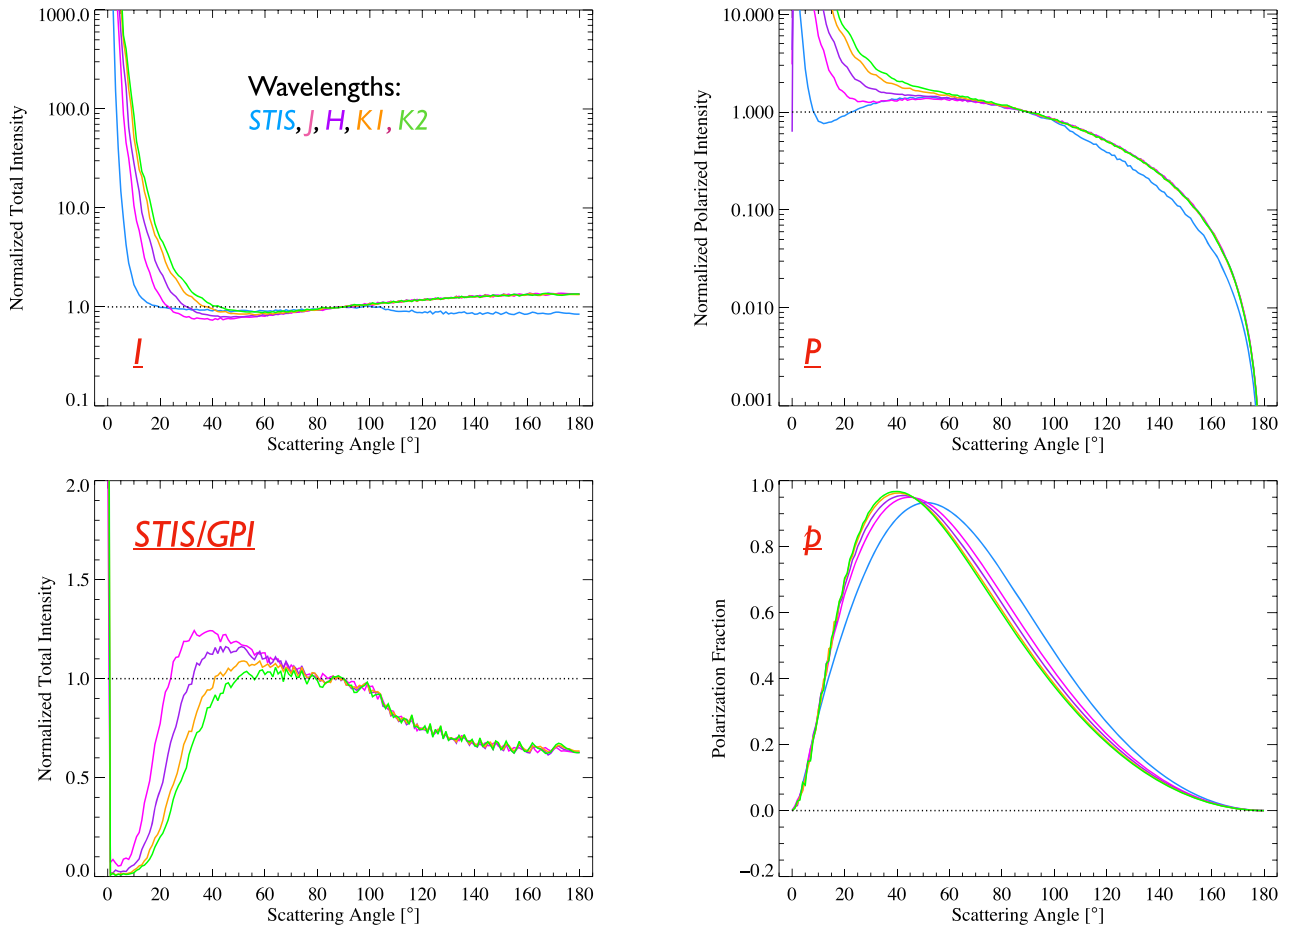 1000.0
100.0
10.0
1.0
0.1
Normalized Total Intensity
Wavelengths:
STIS, J, H, K1, K2
I
0 20 40 60 80 100 120 140 160 180
Scattering Angle [°]
10.000
1.000
0.100
0.010
0.001
Normalized Polarized Intensity
P
0 20 40 60 80 100 120 140 160 180
Scattering Angle [°]
2.0
1.5
1.0
0.5
0.0
Normalized Total Intensity
STIS/GPI
0 20 40 60 80 100 120 140 160 180
Scattering Angle [°]
1.0
0.8
0.6
0.4
0.2
0.0
−0.2
Polarization Fraction
p
0 20 40 60 80 100 120 140 160 180
Scattering Angle [°]